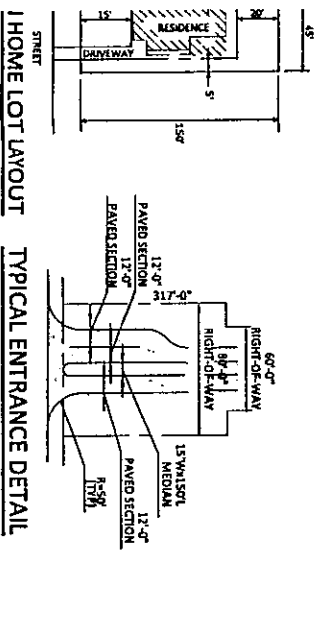 15'
20'
45'
RESIDENCE
DRIVEWAY
5'
150'
STREET
HOME LOT LAYOUT
60'-0"
RIGHT-OF-WAY
80'-0"
RIGHT-OF-WAY
317'-0"
12'-0"
PAVED SECTION
12'-0"
PAVED SECTION
15'Wx150'L
MEDIAN
12'-0"
PAVED SECTION
R=50'
(TYP)
TYPICAL ENTRANCE DETAIL